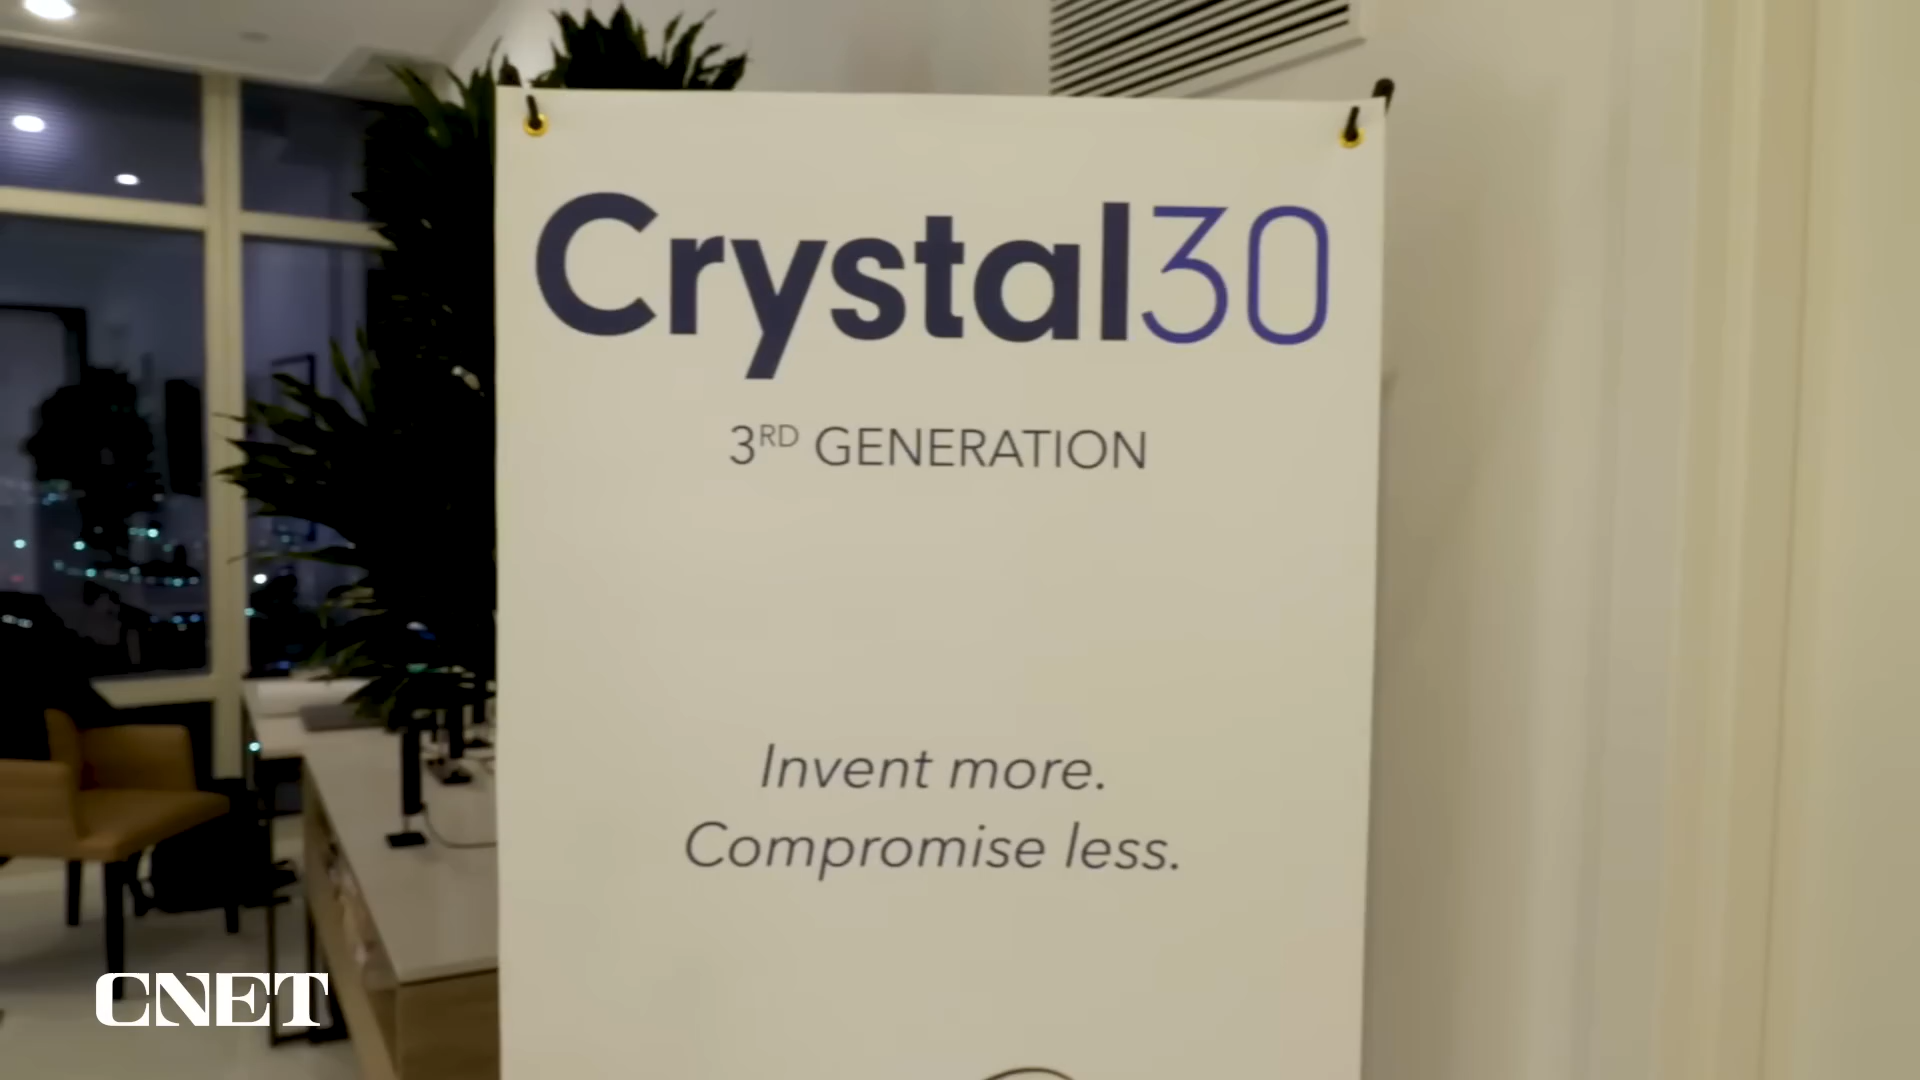 Crystal30
3RD GENERATION
Invent more.
Compromise less.
CNET